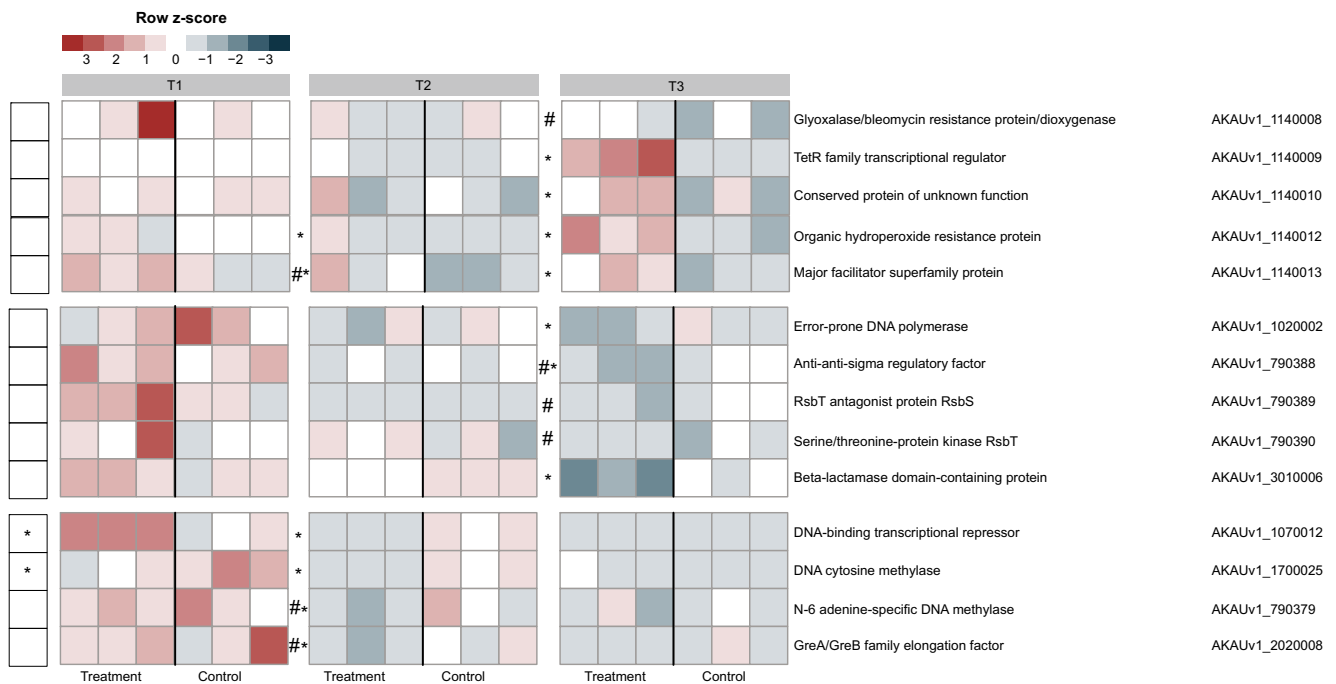 Row z-score
3 2 1 0 −1 −2 −3
T1 T2 T3
# Glyoxalase/bleomycin resistance protein/dioxygenase AKAUv1_1140008
* TetR family transcriptional regulator AKAUv1_1140009
* Conserved protein of unknown function AKAUv1_1140010
* * Organic hydroperoxide resistance protein AKAUv1_1140012
#* * Major facilitator superfamily protein AKAUv1_1140013
* Error-prone DNA polymerase AKAUv1_1020002
#* Anti-anti-sigma regulatory factor AKAUv1_790388
# RsbT antagonist protein RsbS AKAUv1_790389
# Serine/threonine-protein kinase RsbT AKAUv1_790390
* Beta-lactamase domain-containing protein AKAUv1_3010006
* * DNA-binding transcriptional repressor AKAUv1_1070012
* * DNA cytosine methylase AKAUv1_1700025
#* N-6 adenine-specific DNA methylase AKAUv1_790379
#* GreA/GreB family elongation factor AKAUv1_2020008
Treatment Control Treatment Control Treatment Control